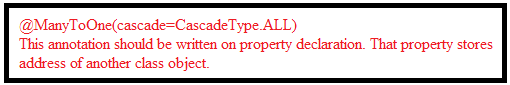 @ManyToOne(cascade=CascadeType.ALL)
This annotation should be written on property declaration. That property stores
address of another class object.